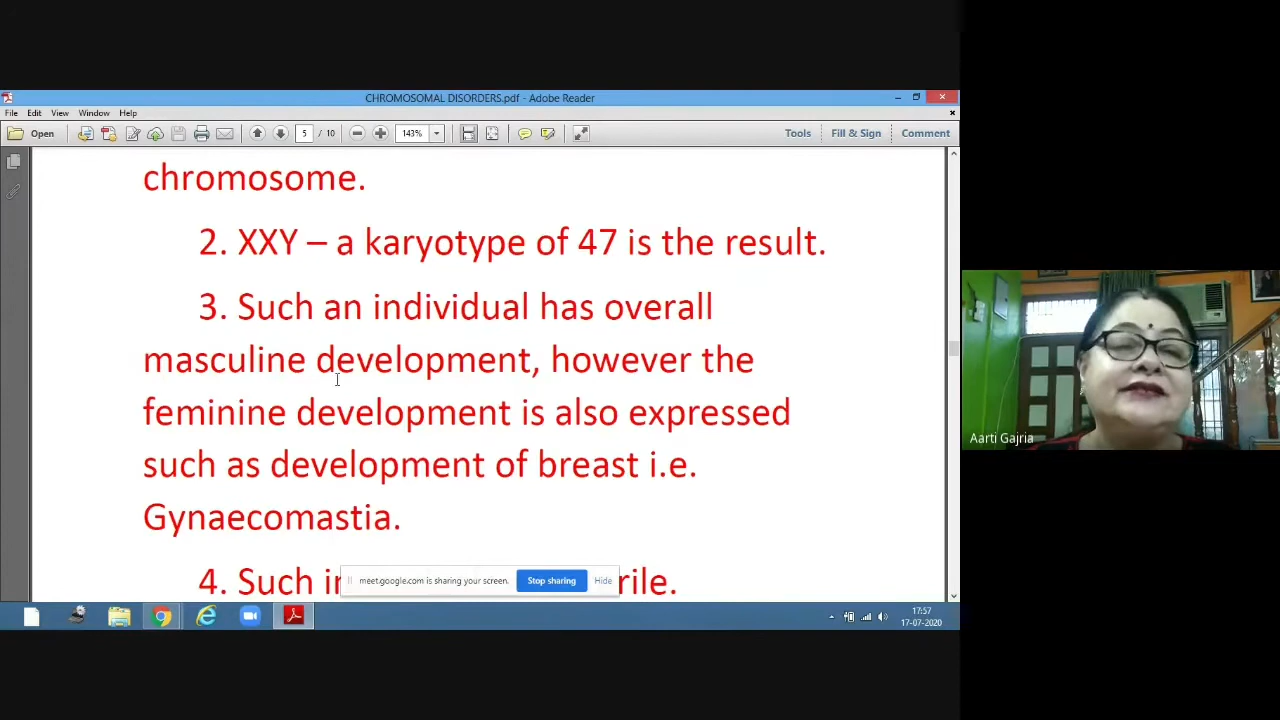 CHROMOSOMAL DISORDERS.pdf - Adobe Reader
File Edit View Window Help
Open 5 / 10 143% Tools Fill & Sign Comment
chromosome.
2. XXY – a karyotype of 47 is the result.
3. Such an individual has overall
masculine development, however the
feminine development is also expressed
such as development of breast i.e.
Gynaecomastia.
4. Such
meet.google.com is sharing your screen. Stop sharing Hide
17:57
17-07-2020
Aarti Gajria